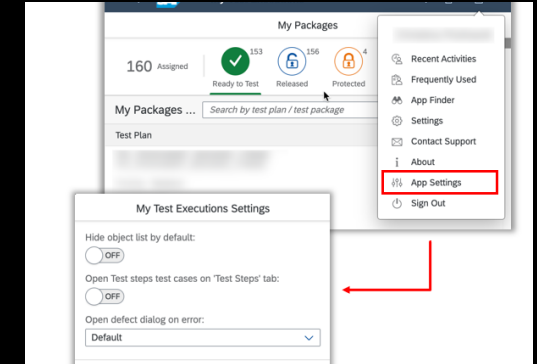 My Packages
160 Assigned
153
Ready to Test
156
Released
4
Protected
My Packages ...
Search by test plan / test package
Test Plan
Recent Activities
Frequently Used
App Finder
Settings
Contact Support
About
App Settings
Sign Out
My Test Executions Settings
Hide object list by default:
OFF
Open Test steps test cases on 'Test Steps' tab:
OFF
Open defect dialog on error:
Default